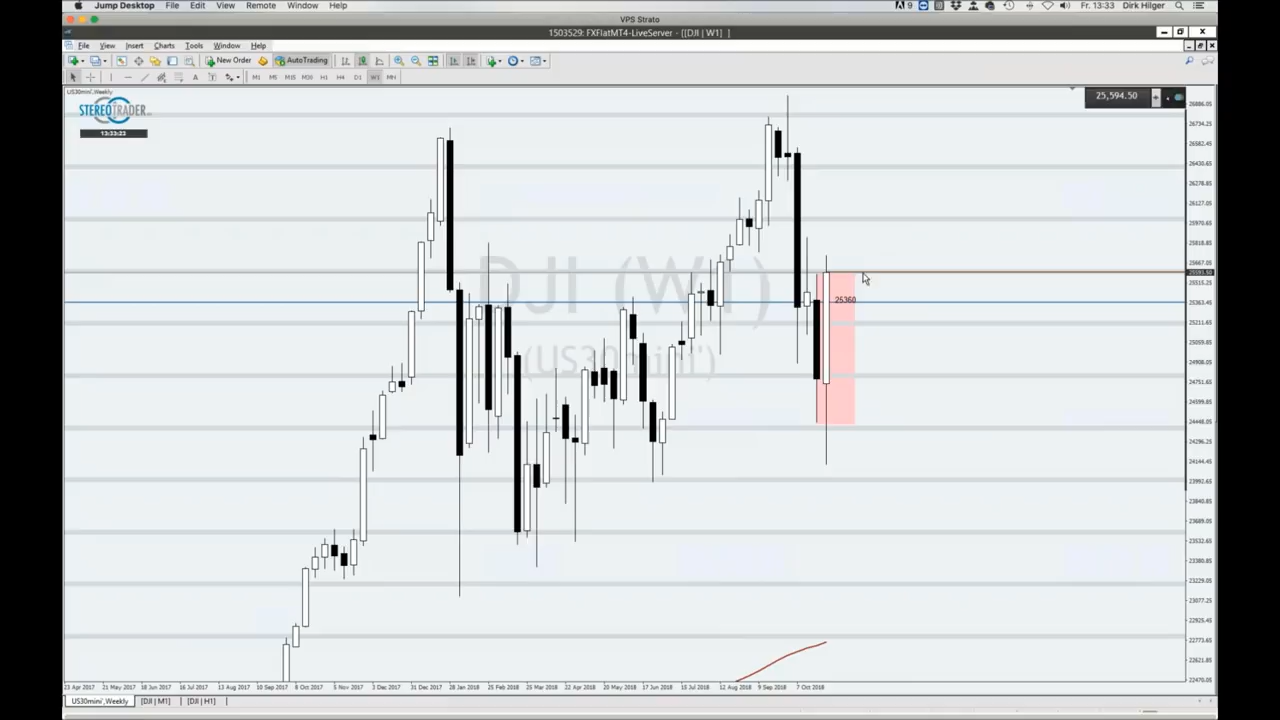 Jump Desktop File Edit View Remote Window Help 9 Fr. 13:33 Dirk Hilger
VPS Strato
1503529: FXFlatMT4-LiveServer - [[DJI | W1] ]
File View Insert Charts Tools Window Help
New Order AutoTrading
A T M1 M5 M15 M30 H1 H4 D1 W1 MN
US30mini',Weekly
STEREOTRADER
13:33:23
25,594.50
DJI (W1)
(US30mini')
25360
26886.05
26734.25
26582.45
26430.65
26278.85
26127.05
25970.65
25818.85
25667.05
25591.50
25515.25
25363.45
25211.65
25059.85
24908.05
24751.65
24599.85
24448.05
24296.25
24144.45
23992.65
23840.85
23689.05
23532.65
23380.85
23229.05
23077.25
22925.45
22773.65
22621.85
22470.05
23 Apr 2017 21 May 2017 18 Jun 2017 16 Jul 2017 13 Aug 2017 10 Sep 2017 8 Oct 2017 5 Nov 2017 3 Dec 2017 31 Dec 2017 28 Jan 2018 25 Feb 2018 25 Mar 2018 22 Apr 2018 20 May 2018 17 Jun 2018 15 Jul 2018 12 Aug 2018 9 Sep 2018 7 Oct 2018
US30mini',Weekly [DJI | M1] [DJI | H1]